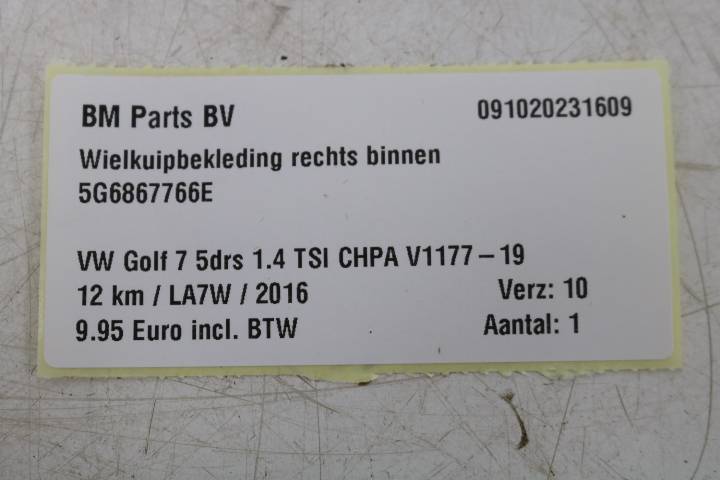 BM Parts BV 091020231609
Wielkuipbekleding rechts binnen
5G6867766E
VW Golf 7 5drs 1.4 TSI CHPA V1177-19
12 km / LA7W / 2016 Verz: 10
9.95 Euro incl. BTW Aantal: 1